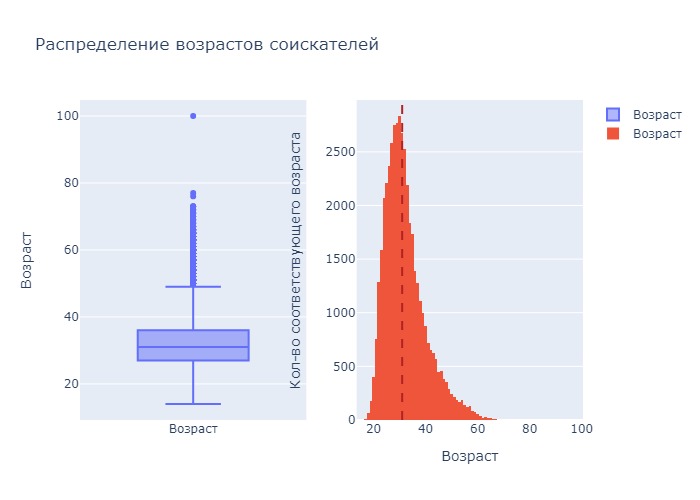 Распределение возрастов соискателей
Возраст
100
80
60
40
20
Возраст
Кол-во соответствующего возраста
2500
2000
1500
1000
500
0
20 40 60 80 100
Возраст
Возраст
Возраст